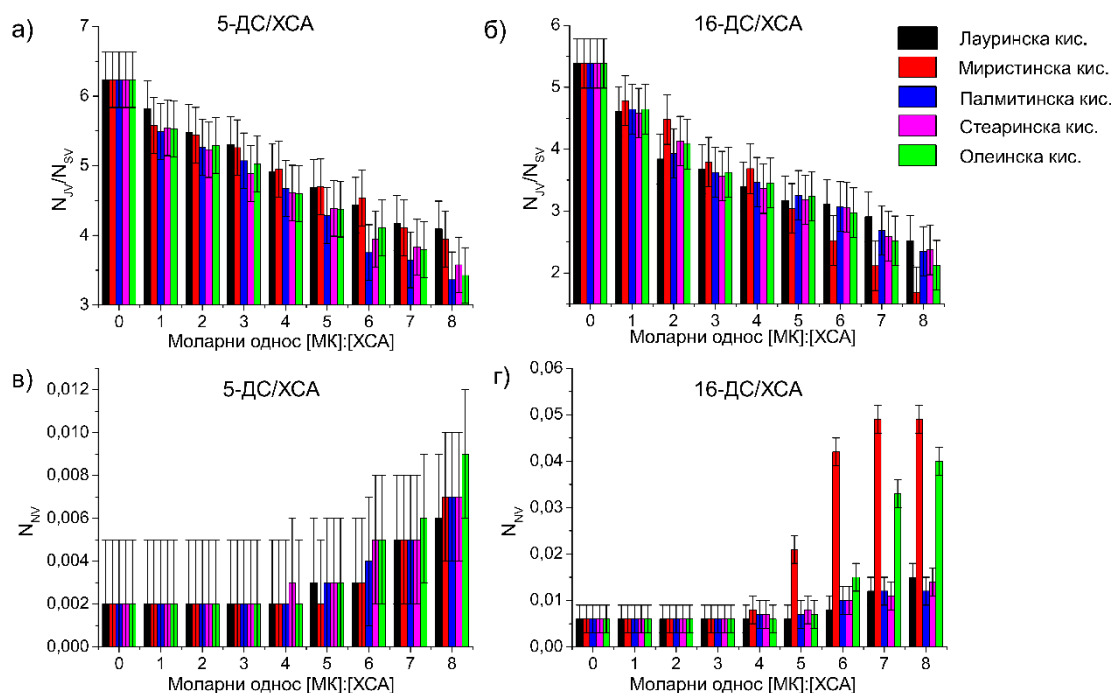 а)
5-ДС/ХСА
N_JV/N_SV
7
6
5
4
3
0 1 2 3 4 5 6 7 8
Моларни однос [МК]:[ХСА]
б)
16-ДС/ХСА
N_JV/N_SV
6
5
4
3
2
0 1 2 3 4 5 6 7 8
Моларни однос [МК]:[ХСА]
Лауринска кис.
Миристинска кис.
Палмитинска кис.
Стеаринска кис.
Олеинска кис.
в)
5-ДС/ХСА
N_NV
0,012
0,010
0,008
0,006
0,004
0,002
0,000
0 1 2 3 4 5 6 7 8
Моларни однос [МК]:[ХСА]
г)
16-ДС/ХСА
N_NV
0,06
0,05
0,04
0,03
0,02
0,01
0,00
0 1 2 3 4 5 6 7 8
Моларни однос [МК]:[ХСА]